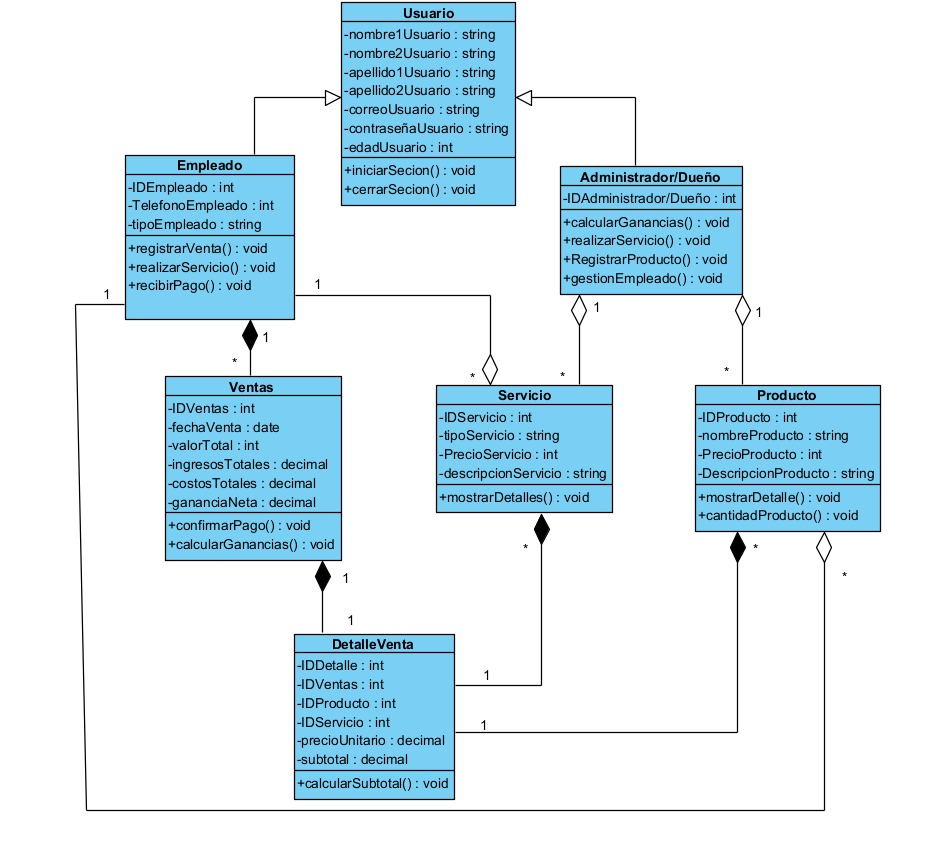 Usuario
-nombre1Usuario : string
-nombre2Usuario : string
-apellido1Usuario : string
-apellido2Usuario : string
-correoUsuario : string
-contraseñaUsuario : string
-edadUsuario : int
+iniciarSecion() : void
+cerrarSecion() : void
Empleado
-IDEmpleado : int
-TelefonoEmpleado : int
-tipoEmpleado : string
+registrarVenta() : void
+realizarServicio() : void
+recibirPago() : void
Administrador/Dueño
-IDAdministrador/Dueño : int
+calcularGanancias() : void
+realizarServicio() : void
+RegistrarProducto() : void
+gestionEmpleado() : void
1
1
1
*
1
*
1
*
*
Ventas
-IDVentas : int
-fechaVenta : date
-valorTotal : int
-ingresosTotales : decimal
-costosTotales : decimal
-gananciaNeta : decimal
+confirmarPago() : void
+calcularGanancias() : void
Servicio
-IDServicio : int
-tipoServicio : string
-PrecioServicio : int
-descripcionServicio : string
+mostrarDetalles() : void
Producto
-IDProducto : int
-nombreProducto : string
-PrecioProducto : int
-DescripcionProducto : string
+mostrarDetalle() : void
+cantidadProducto() : void
*
*
*
1
1
DetalleVenta
-IDDetalle : int
-IDVentas : int
-IDProducto : int
-IDServicio : int
-precioUnitario : decimal
-subtotal : decimal
+calcularSubtotal() : void
1
1